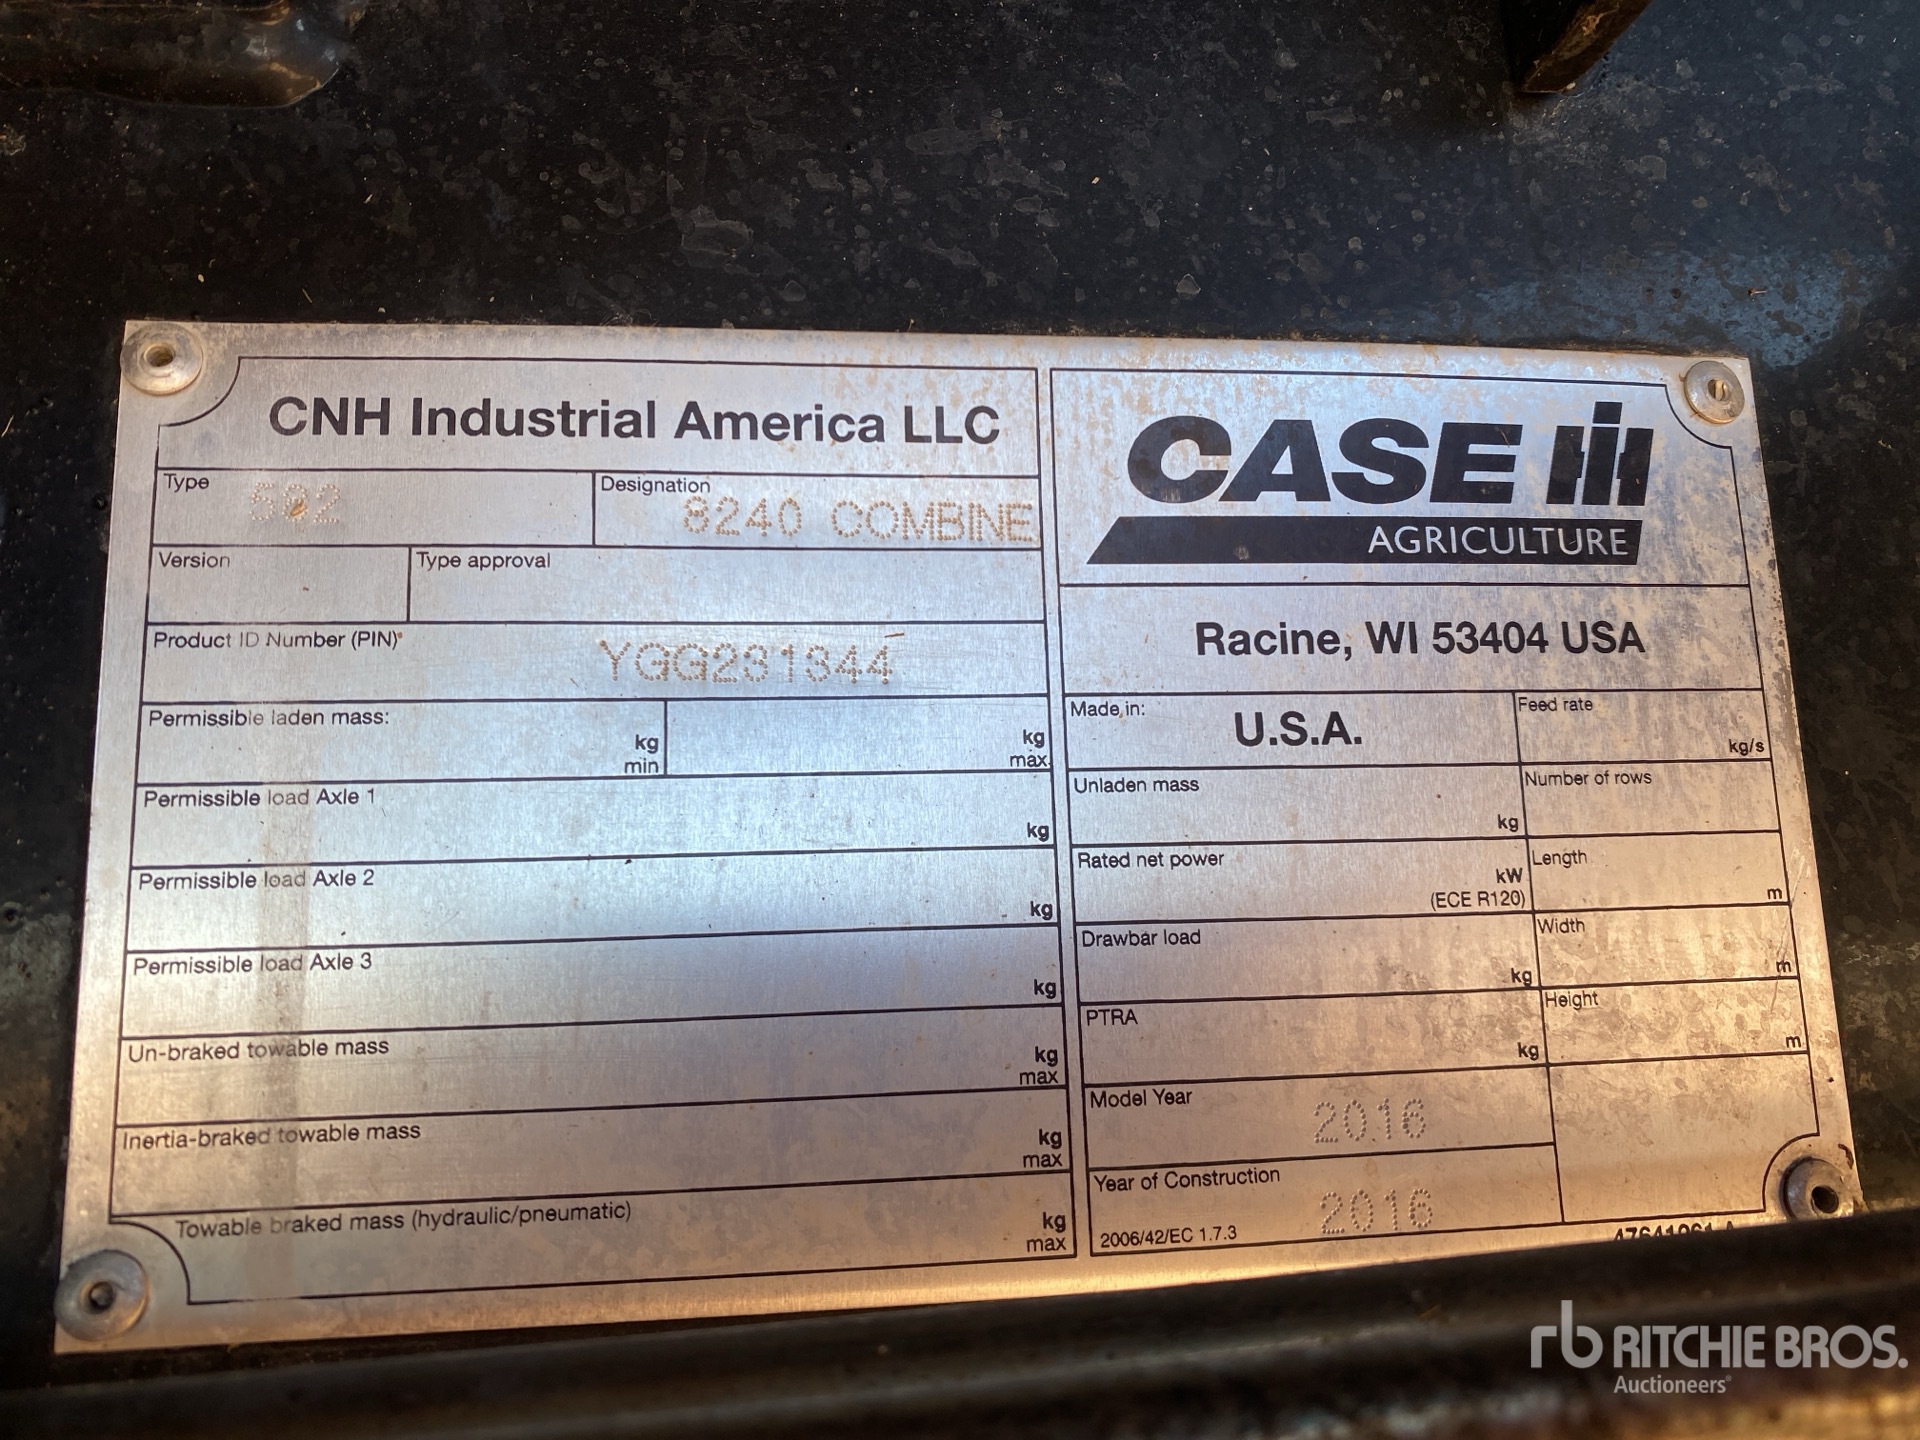 CNH Industrial America LLC
Type 502
Designation 8240 COMBINE
Version
Type approval
Product ID Number (PIN) YGG231344
Permissible laden mass: kg min
kg max
Permissible load Axle 1 kg
Permissible load Axle 2 kg
Permissible load Axle 3 kg
Un-braked towable mass kg max
Inertia-braked towable mass kg max
Towable braked mass (hydraulic/pneumatic) kg max
CASE IH
AGRICULTURE
Racine, WI 53404 USA
Made in: U.S.A.
Feed rate kg/s
Unladen mass kg
Number of rows
Rated net power kW (ECE R120)
Length m
Drawbar load kg
Width m
PTRA kg
Height m
Model Year 2016
Year of Construction 2016
2006/42/EC 1.7.3
rb RITCHIE BROS.
Auctioneers